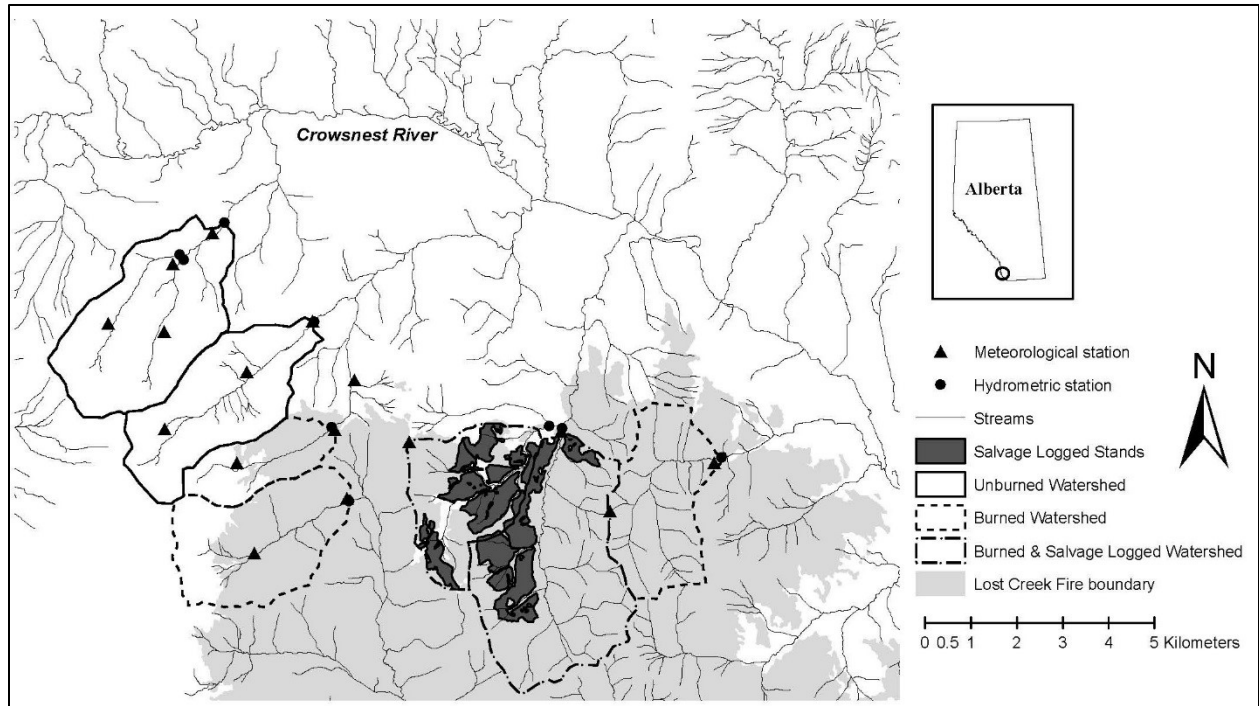 Crowsnest River
Alberta
Meteorological station
Hydrometric station
Streams
Salvage Logged Stands
Unburned Watershed
Burned Watershed
Burned & Salvage Logged Watershed
Lost Creek Fire boundary
N
0 0.5 1 2 3 4 5 Kilometers